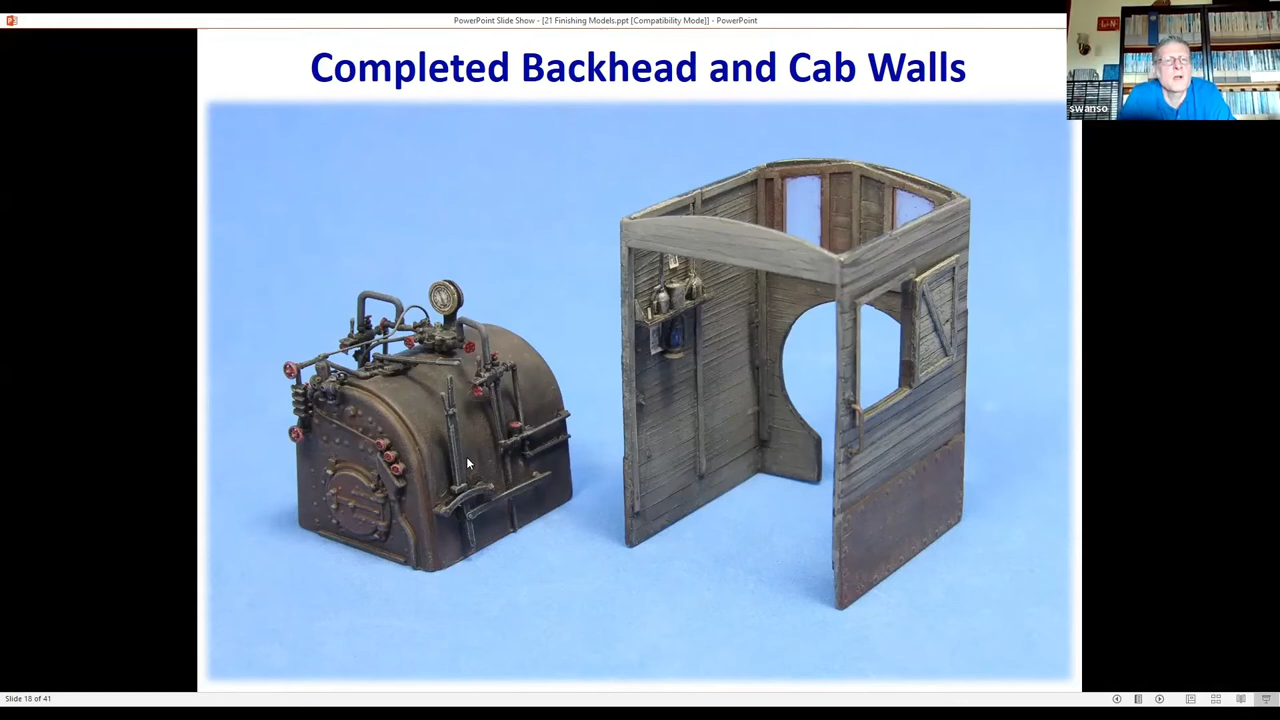 PowerPoint Slide Show - [21 Finishing Models.ppt [Compatibility Mode]] - PowerPoint
Completed Backhead and Cab Walls
swanso
Slide 18 of 41